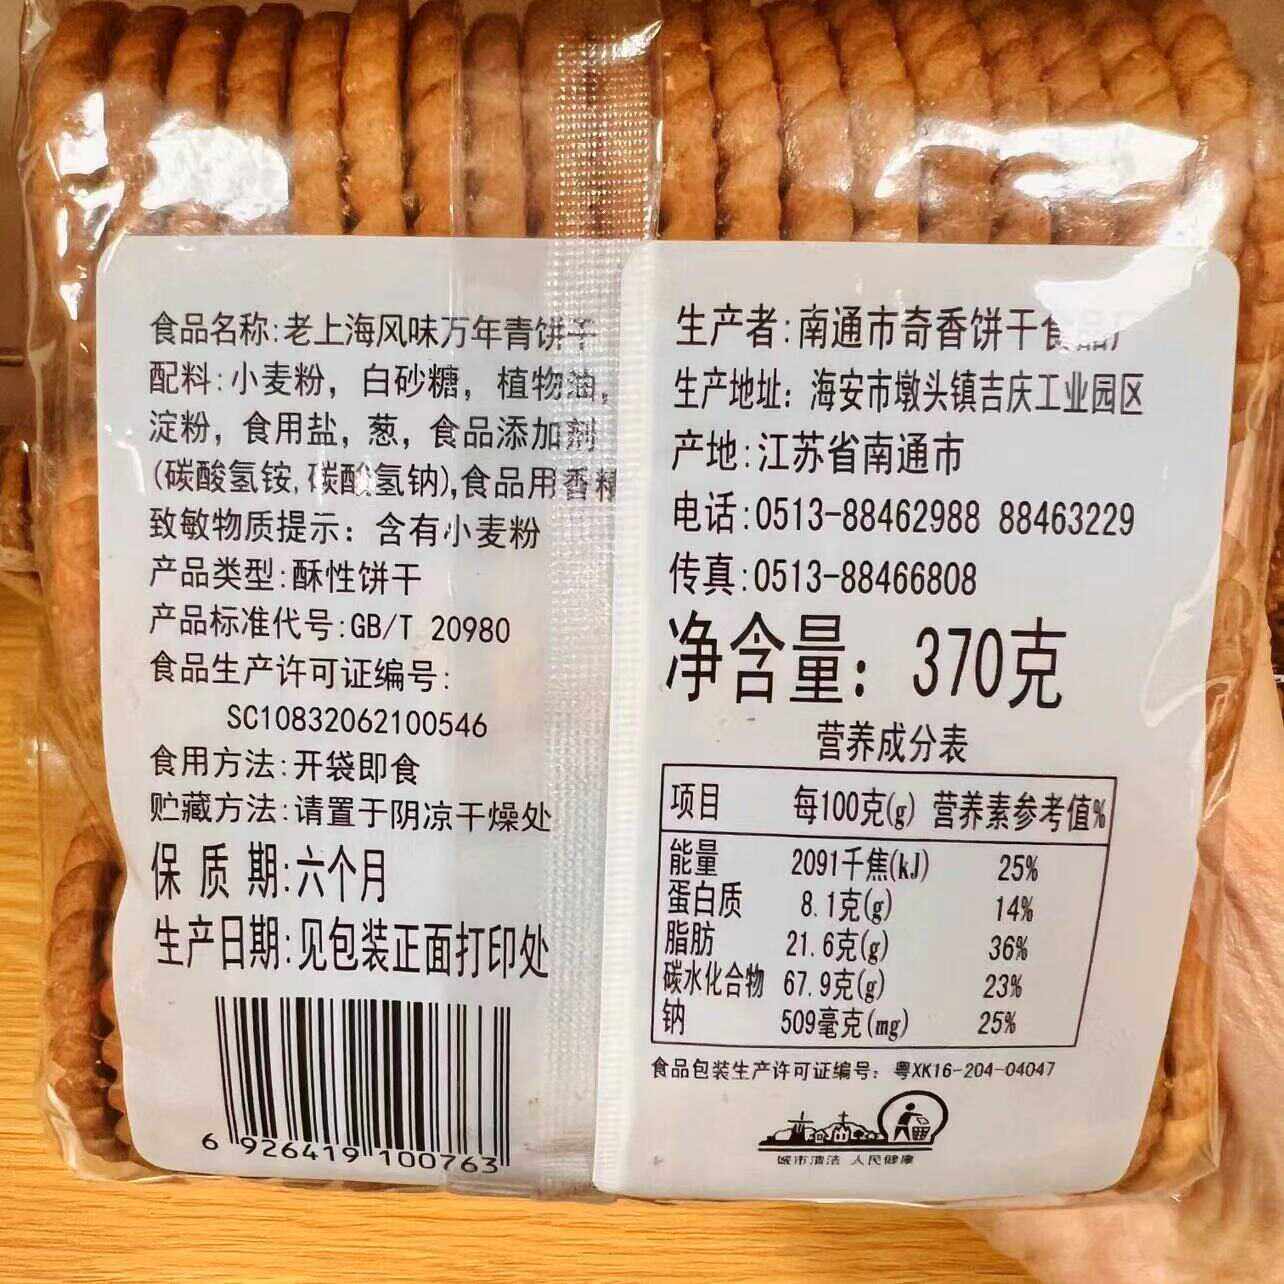 食品名称:老上海风味万年青饼干
配料:小麦粉，白砂糖，植物油，
淀粉，食用盐，葱，食品添加剂
(碳酸氢铵,碳酸氢钠),食品用香精
致敏物质提示：含有小麦粉
产品类型:酥性饼干
产品标准代号:GB/T 20980
食品生产许可证编号:
SC10832062100546
食用方法:开袋即食
贮藏方法:请置于阴凉干燥处
保质期:六个月
生产日期:见包装正面打印处
6 926419 100763
生产者:南通市奇香饼干食品厂
生产地址：海安市墩头镇吉庆工业园区
产地:江苏省南通市
电话:0513-88462988 88463229
传真:0513-88466808
净含量：370克
营养成分表
项目 每100克(g) 营养素参考值%
能量 2091千焦(kJ) 25%
蛋白质 8.1克(g) 14%
脂肪 21.6克(g) 36%
碳水化合物 67.9克(g) 23%
钠 509毫克(mg) 25%
食品包装生产许可证编号：粤XK16-204-04047
城市清洁 人民健康